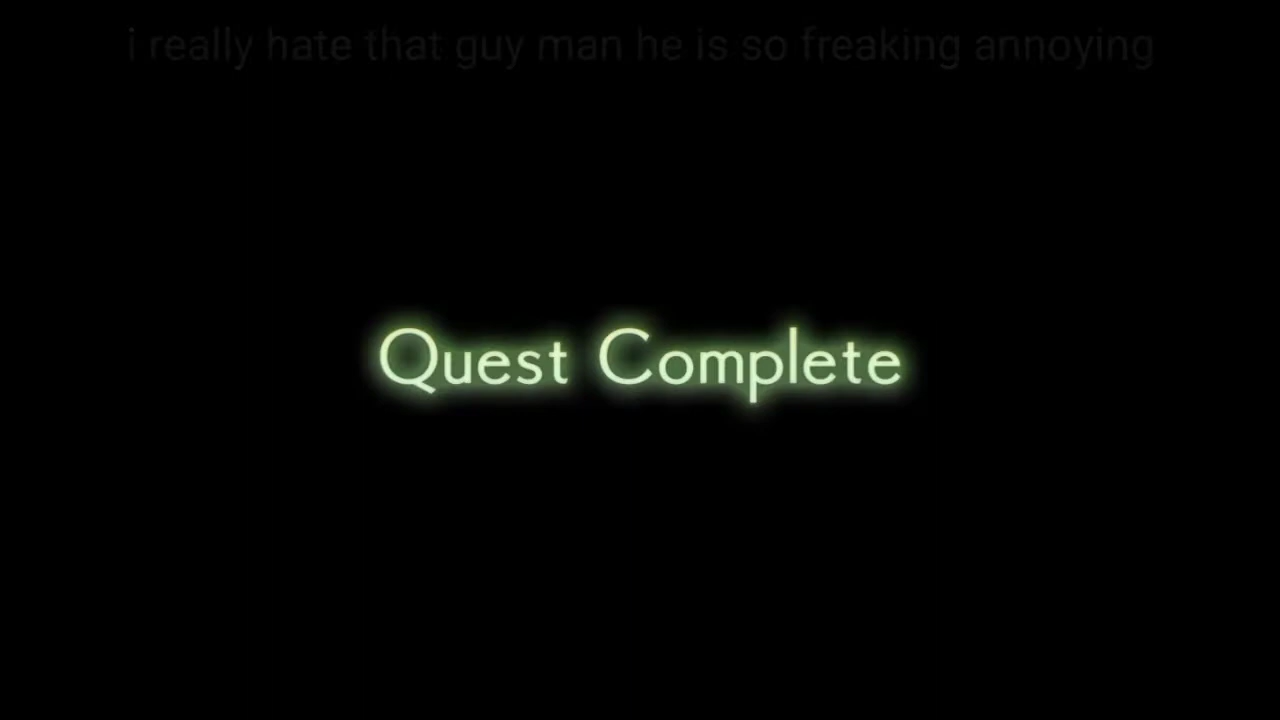 i really hate that guy man he is so freaking annoying
Quest Complete